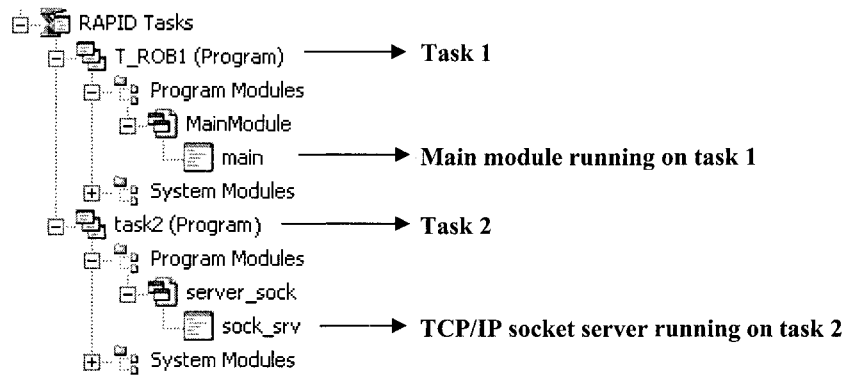 RAPID Tasks
T_ROB1 (Program) Task 1
Program Modules
MainModule
main Main module running on task 1
System Modules
task2 (Program) Task 2
Program Modules
server_sock
sock_srv TCP/IP socket server running on task 2
System Modules